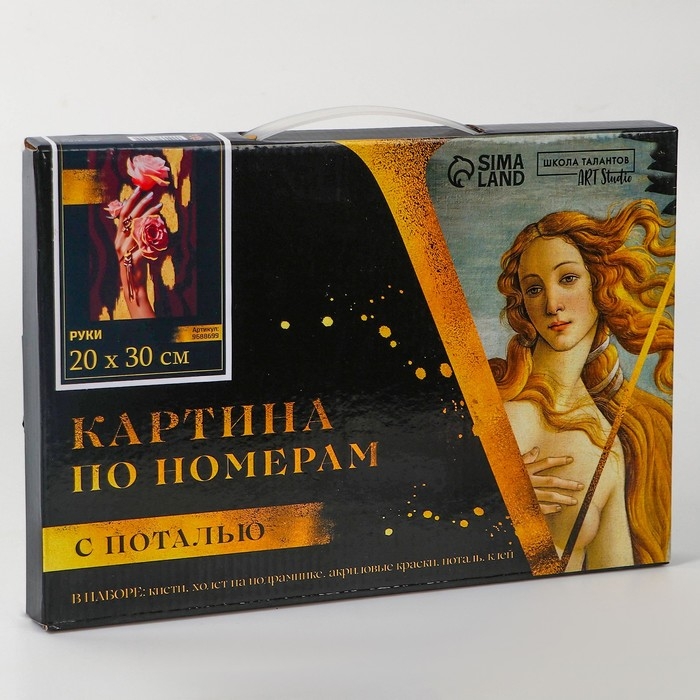 SIMA
LAND
ШКОЛА ТАЛАНТОВ
ART Studio
РУКИ
Артикул:
9688699
20 x 30 см
КАРТИНА
ПО НОМЕРАМ
С ПОТАЛЬЮ
В НАБОРЕ: кисти, холст на подрамнике, акриловые краски, поталь, клей